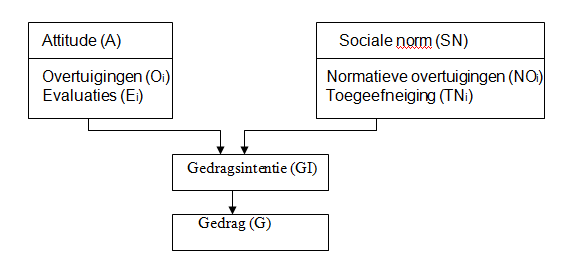 Attitude (A)
Overtuigingen (Oi)
Evaluaties (Ei)
Sociale norm (SN)
Normatieve overtuigingen (NOi)
Toegeefneiging (TNi)
Gedragsintentie (GI)
Gedrag (G)